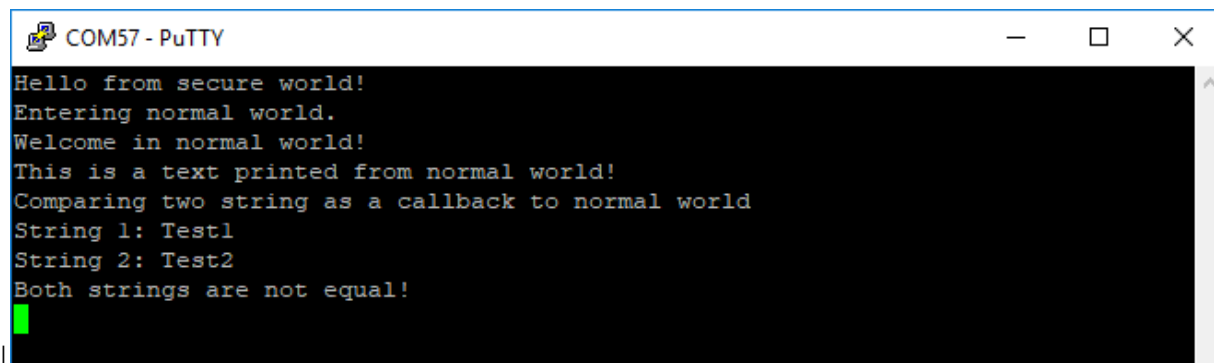 COM57 - PuTTY
Hello from secure world!
Entering normal world.
Welcome in normal world!
This is a text printed from normal world!
Comparing two string as a callback to normal world
String 1: Test1
String 2: Test2
Both strings are not equal!